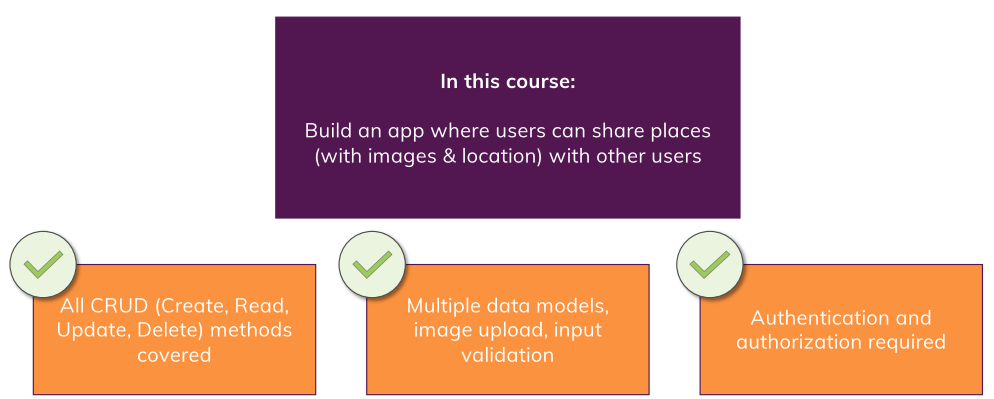 In this course:
Build an app where users can share places
(with images & location) with other users
All CRUD (Create, Read,
Update, Delete) methods
covered
Multiple data models,
image upload, input
validation
Authentication and
authorization required